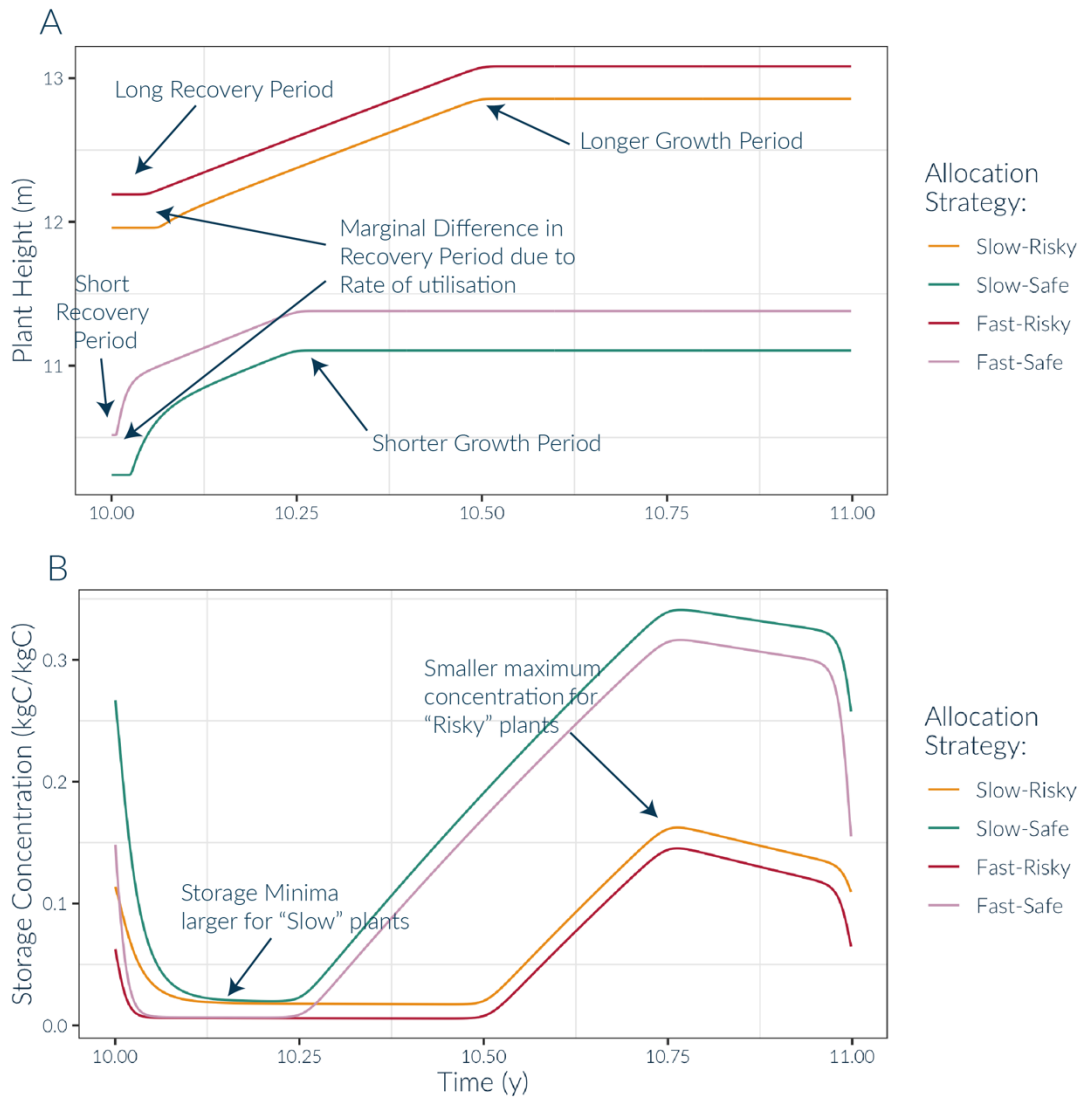 A
Plant Height (m)
13
12
11
Long Recovery Period
Longer Growth Period
Marginal Difference in
Recovery Period due to
Rate of utilisation
Short
Recovery
Period
Shorter Growth Period
10.00
10.25
10.50
10.75
11.00
Allocation
Strategy:
Slow-Risky
Slow-Safe
Fast-Risky
Fast-Safe
B
Storage Concentration (kgC/kgC)
0.3
0.2
0.1
0.0
Smaller maximum
concentration for
“Risky” plants
Storage Minima
larger for “Slow” plants
10.00
10.25
10.50
10.75
11.00
Time (y)
Allocation
Strategy:
Slow-Risky
Slow-Safe
Fast-Risky
Fast-Safe